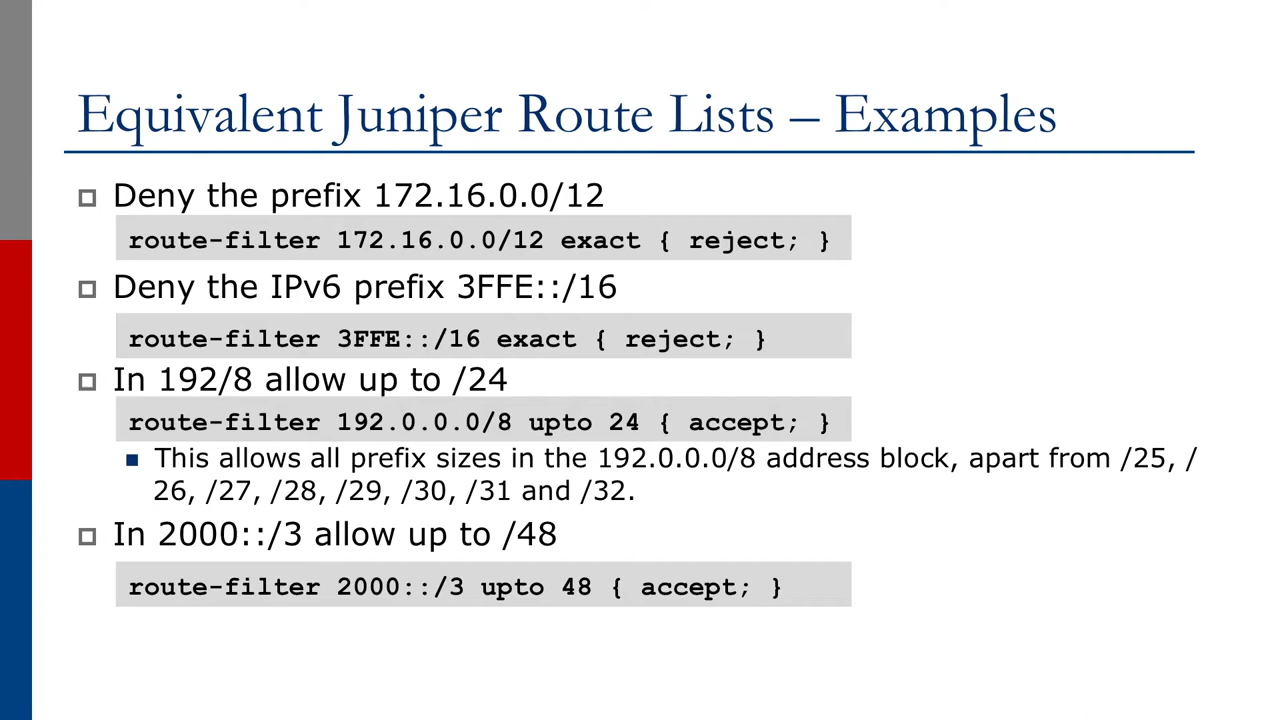 Equivalent Juniper Route Lists – Examples
Deny the prefix 172.16.0.0/12
route-filter 172.16.0.0/12 exact { reject; }
Deny the IPv6 prefix 3FFE::/16
route-filter 3FFE::/16 exact { reject; }
In 192/8 allow up to /24
route-filter 192.0.0.0/8 upto 24 { accept; }
This allows all prefix sizes in the 192.0.0.0/8 address block, apart from /25, /
26, /27, /28, /29, /30, /31 and /32.
In 2000::/3 allow up to /48
route-filter 2000::/3 upto 48 { accept; }